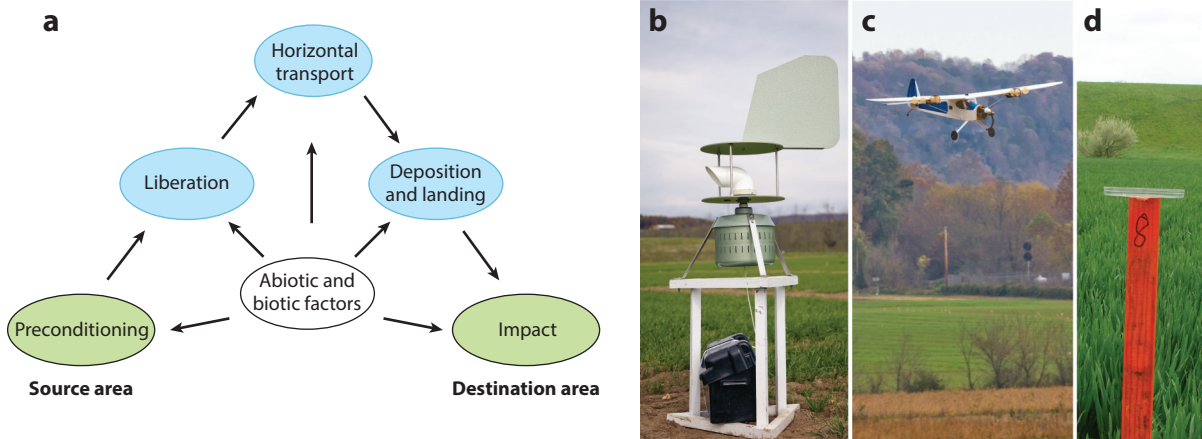 a
Horizontal
transport
Liberation
Deposition
and landing
Abiotic and
biotic factors
Preconditioning
Impact
Source area
Destination area
b
c
d
8